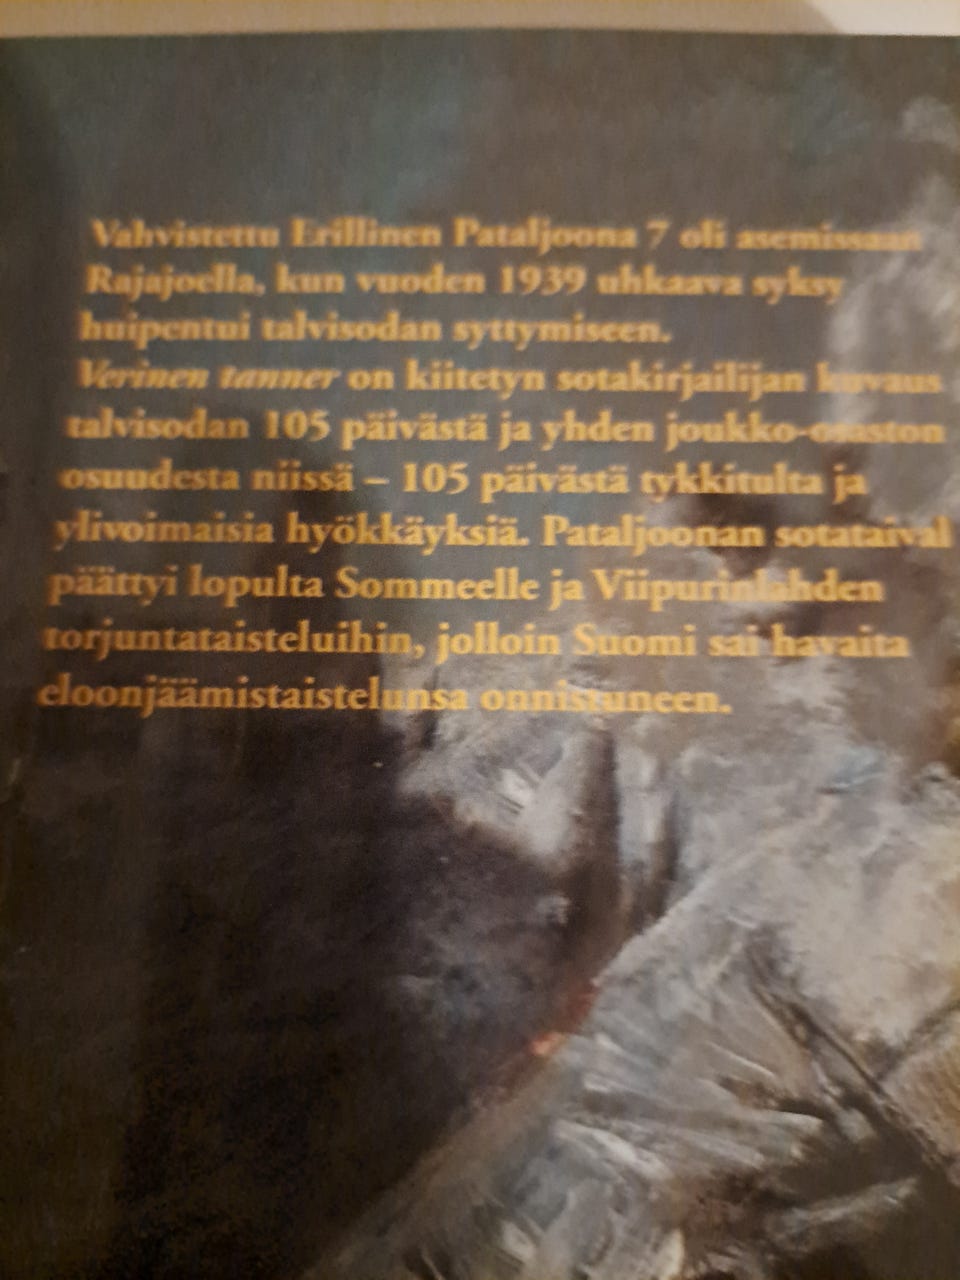 Vahvistettu Erillinen Pataljoona 7 oli asemissaan
Rajajoella, kun vuoden 1939 uhkaava syksy
huipentui talvisodan syttymiseen.
Verinen tanner on kiitetyn sotakirjailijan kuvaus
talvisodan 105 päivästä ja yhden joukko-osaston
osuudesta niissä – 105 päivästä tykkitulta ja
ylivoimaisia hyökkäyksiä. Pataljoonan sotataival
päättyi lopulta Sommeelle ja Viipurinlahden
torjuntataisteluihin, jolloin Suomi sai havaita
eloonjäämistaistelunsa onnistuneen.